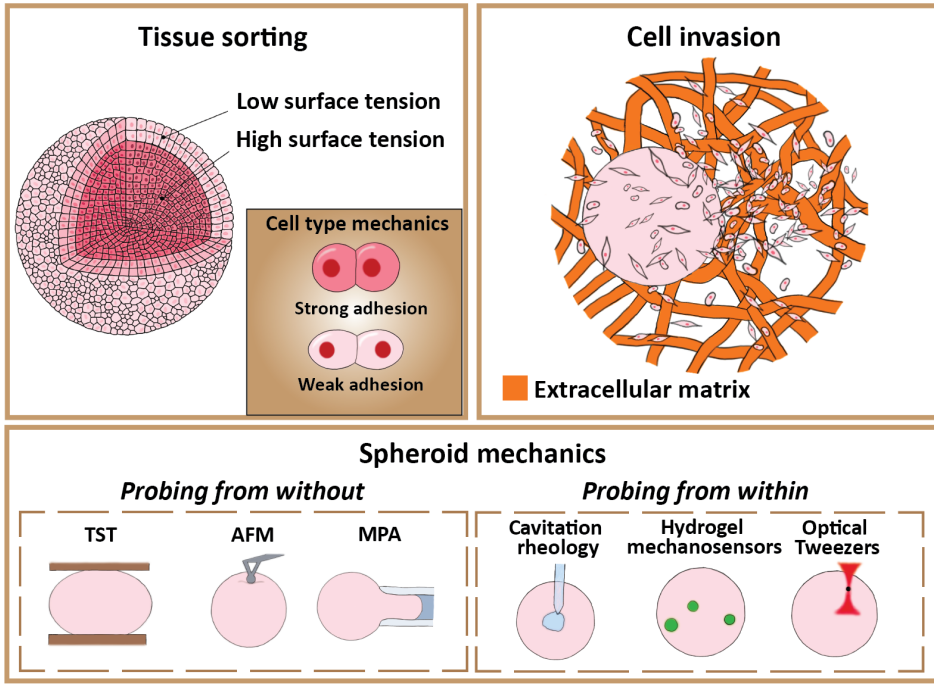 Tissue sorting
Low surface tension
High surface tension
Cell type mechanics
Strong adhesion
Weak adhesion
Cell invasion
Extracellular matrix
Spheroid mechanics
Probing from without
TST
AFM
MPA
Probing from within
Cavitation
rheology
Hydrogel
mechanosensors
Optical
Tweezers